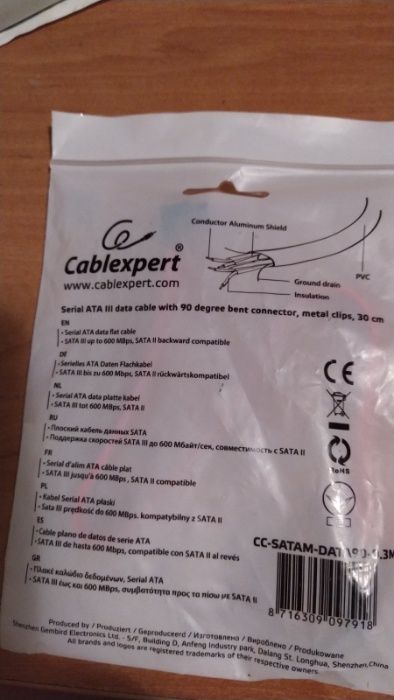 Conductor Aluminum Shield
Cablexpert®
www.cablexpert.com
PVC
Ground drain
Insulation
Serial ATA III data cable with 90 degree bent connector, metal clips, 30 cm
EN
- Serial ATA data flat cable
- SATA III up to 600 MBps, SATA II backward compatible
DE
- Serielles ATA Daten Flachkabel
- SATA III bis zu 600 Mbps, SATA II rückwärtskompatibel
NL
- Serial ATA data platte kabel
- SATA III tot 600 MBps, SATA II
RU
- Плоский кабель данных SATA
- Поддержка скоростей SATA III до 600 Мбайт/сек, совместимость с SATA II
FR
- Serial d'alim ATA câble plat
- SATA III jusqu'à 600 MBps, SATA II compatible
PL
- Kabel Serial ATA płaski
- Sata III prędkość do 600 MBps. kompatybilny z SATA II
ES
- Cable plano de datos de serie ATA
- SATA III de hasta 600 MBps, compatible con SATA II al revés
GR
- Πλακέ καλώδιο δεδομένων, Serial ATA
- SATA III έως και 600 MBps, συμβατότητα προς τα πίσω με SATA II
CE
RoHS
CC-SATAM-DATA90-0.3M
8 716309 097918
Produced by / Produziert / Geproduceerd / Изготовлено / Вироблено / Produkowane
Shenzhen Gembird Electronics Ltd. - 5/F, Building D, Anfeng Industry park, Dalang St. Longhua, Shenzhen,China
All brands and logos are registered trademarks of their respective owners.